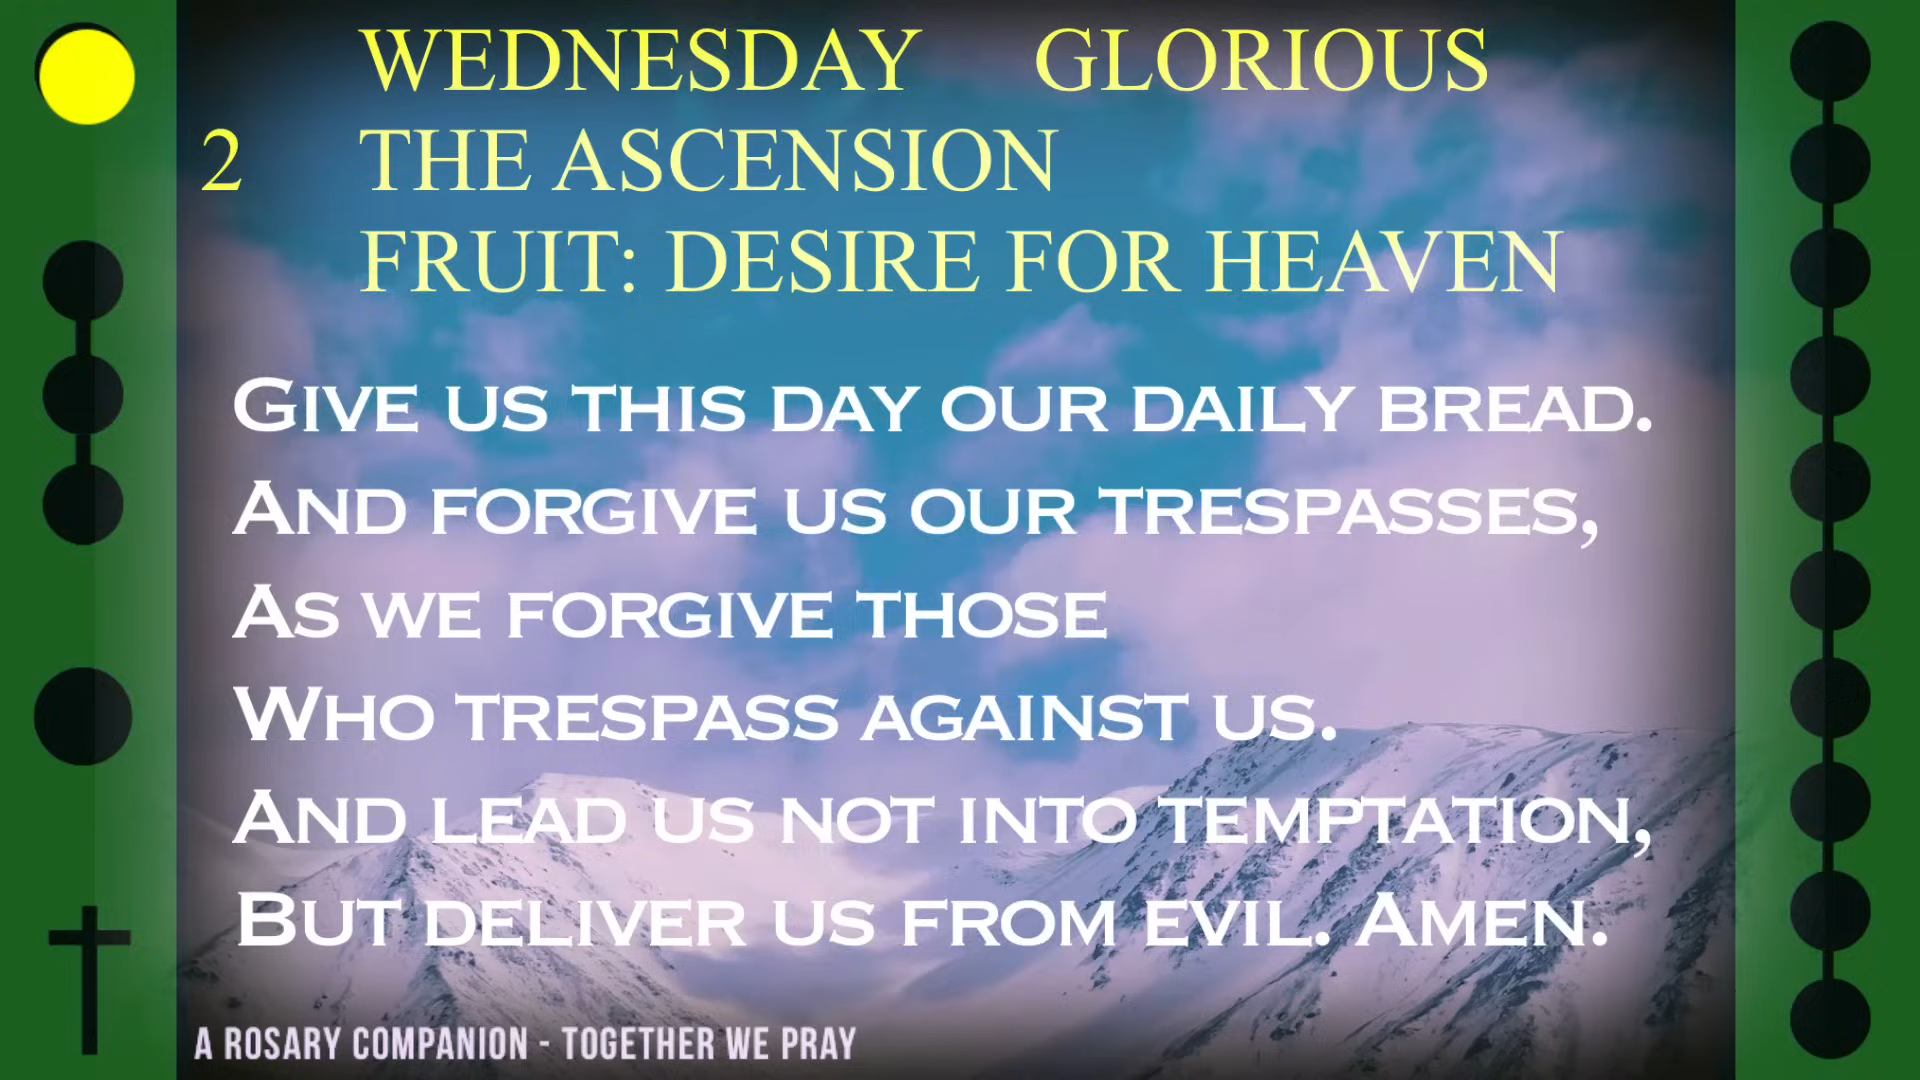 WEDNESDAY GLORIOUS
2 THE ASCENSION
FRUIT: DESIRE FOR HEAVEN
GIVE US THIS DAY OUR DAILY BREAD.
AND FORGIVE US OUR TRESPASSES,
AS WE FORGIVE THOSE
WHO TRESPASS AGAINST US.
AND LEAD US NOT INTO TEMPTATION,
BUT DELIVER US FROM EVIL. AMEN.
A ROSARY COMPANION - TOGETHER WE PRAY